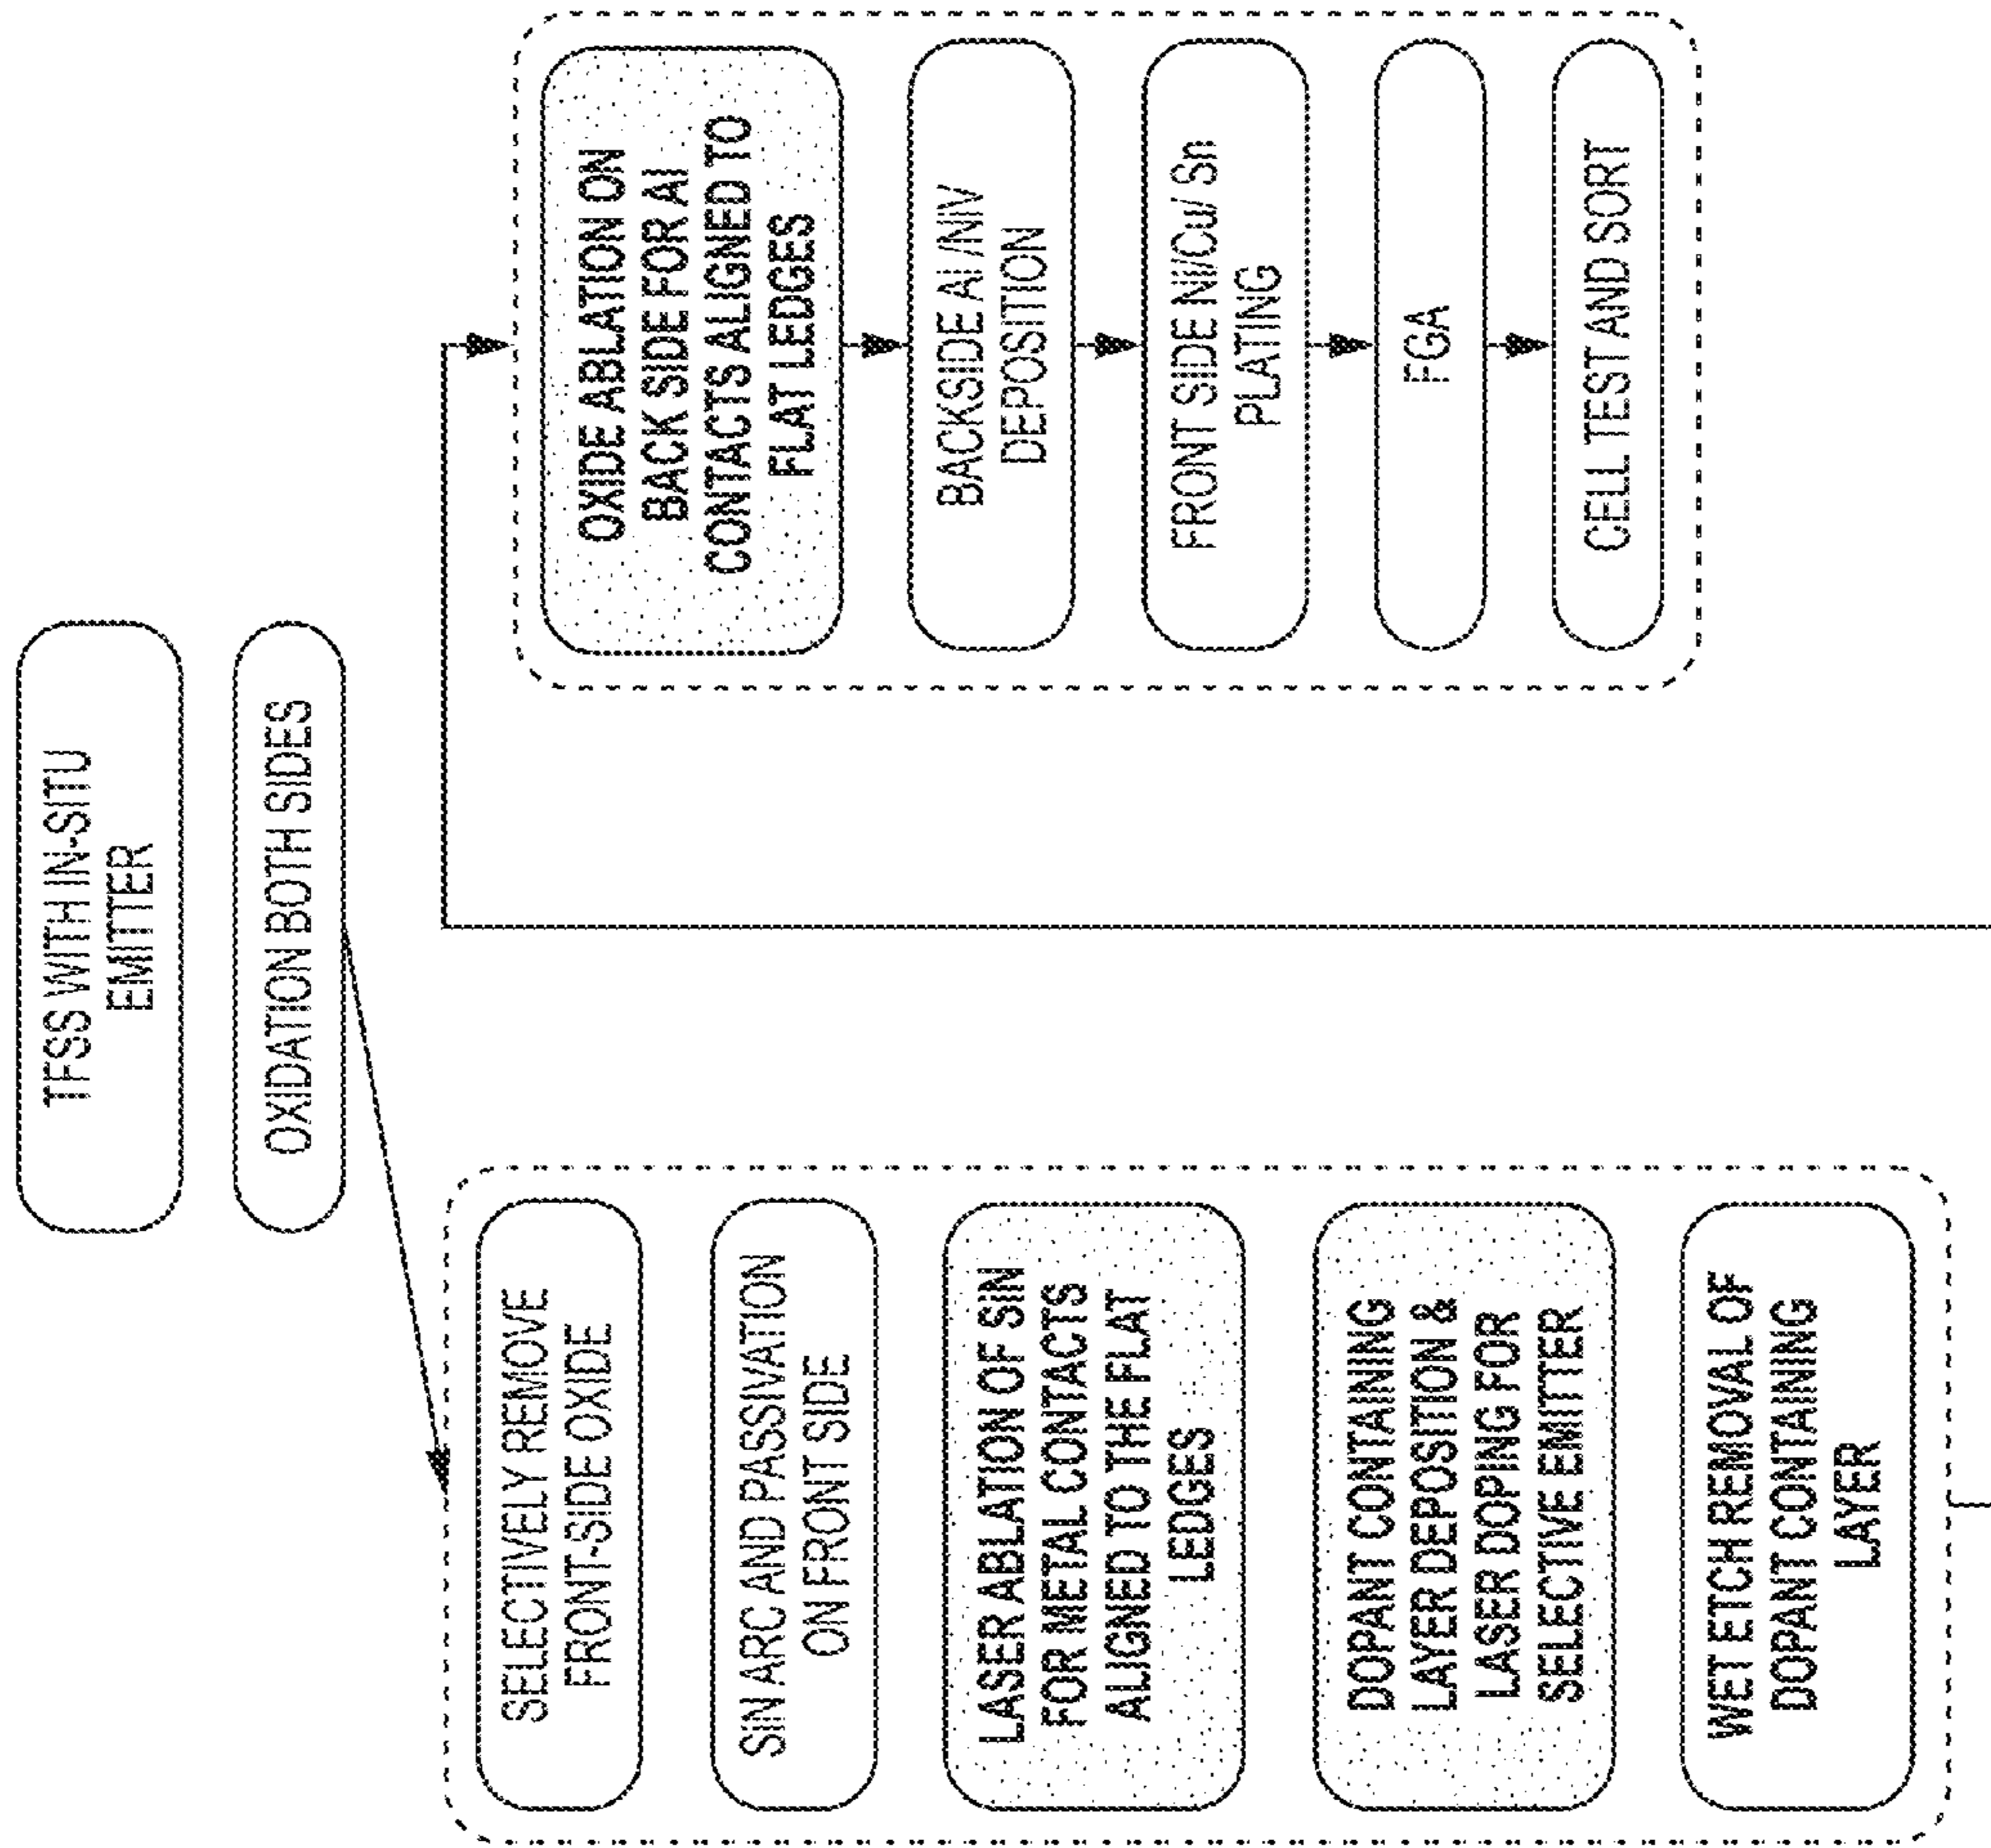 TFSS WITH IN-SITU
EMITTER
OXIDATION BOTH SIDES
SELECTIVELY REMOVE
FRONT-SIDE OXIDE
SIN ARC AND PASSIVATION
ON FRONT SIDE
LASER ABLATION OF SIN
FOR METAL CONTACTS
ALIGNED TO THE FLAT
LEDGES
DOPANT CONTAINING
LAYER DEPOSITION &
LASER DOPING FOR
SELECTIVE EMITTER
WET ETCH REMOVAL OF
DOPANT CONTAINING
LAYER
OXIDE ABLATION ON
BACK SIDE FOR Al
CONTACTS ALIGNED TO
FLAT LEDGES
BACKSIDE Al /NiV
DEPOSITION
FRONT SIDE Ni/Cu/ Sn
PLATING
FGA
CELL TEST AND SORT